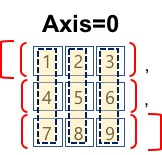 Axis=0
[ ( 1 2 3 ) ,
( 4 5 6 ) ,
( 7 8 9 ) ]